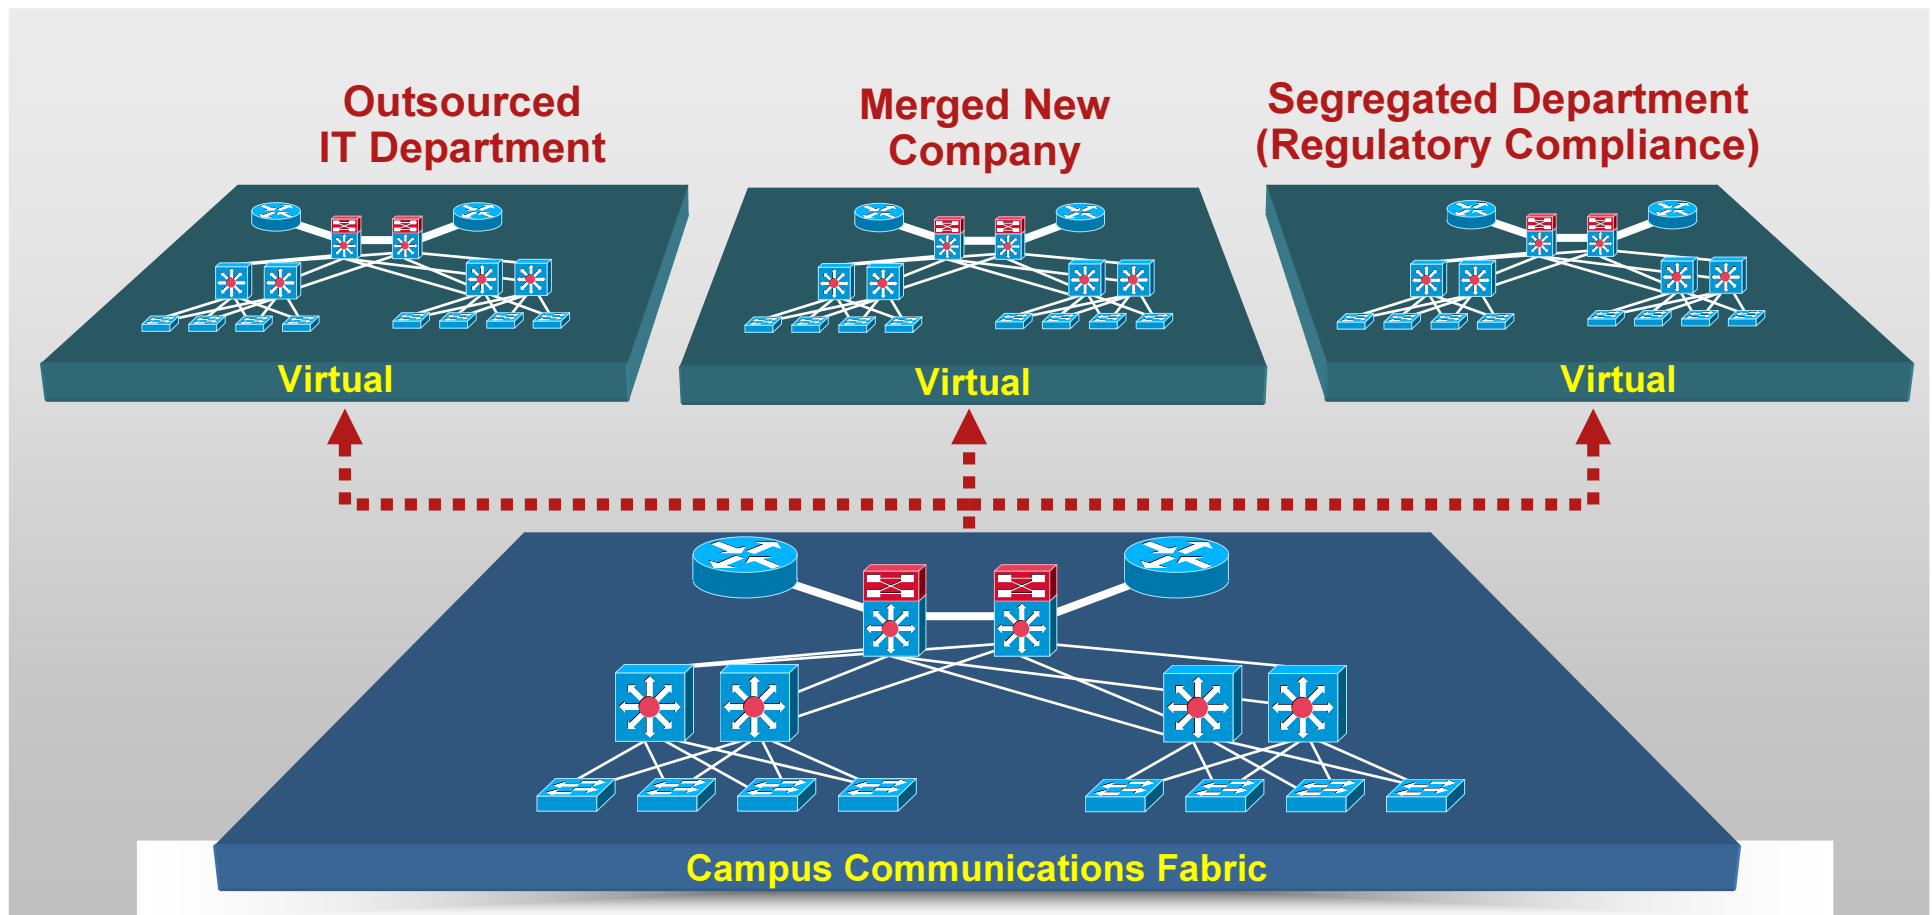 Outsourced
IT Department
Merged New
Company
Segregated Department
(Regulatory Compliance)
Virtual
Virtual
Virtual
Campus Communications Fabric